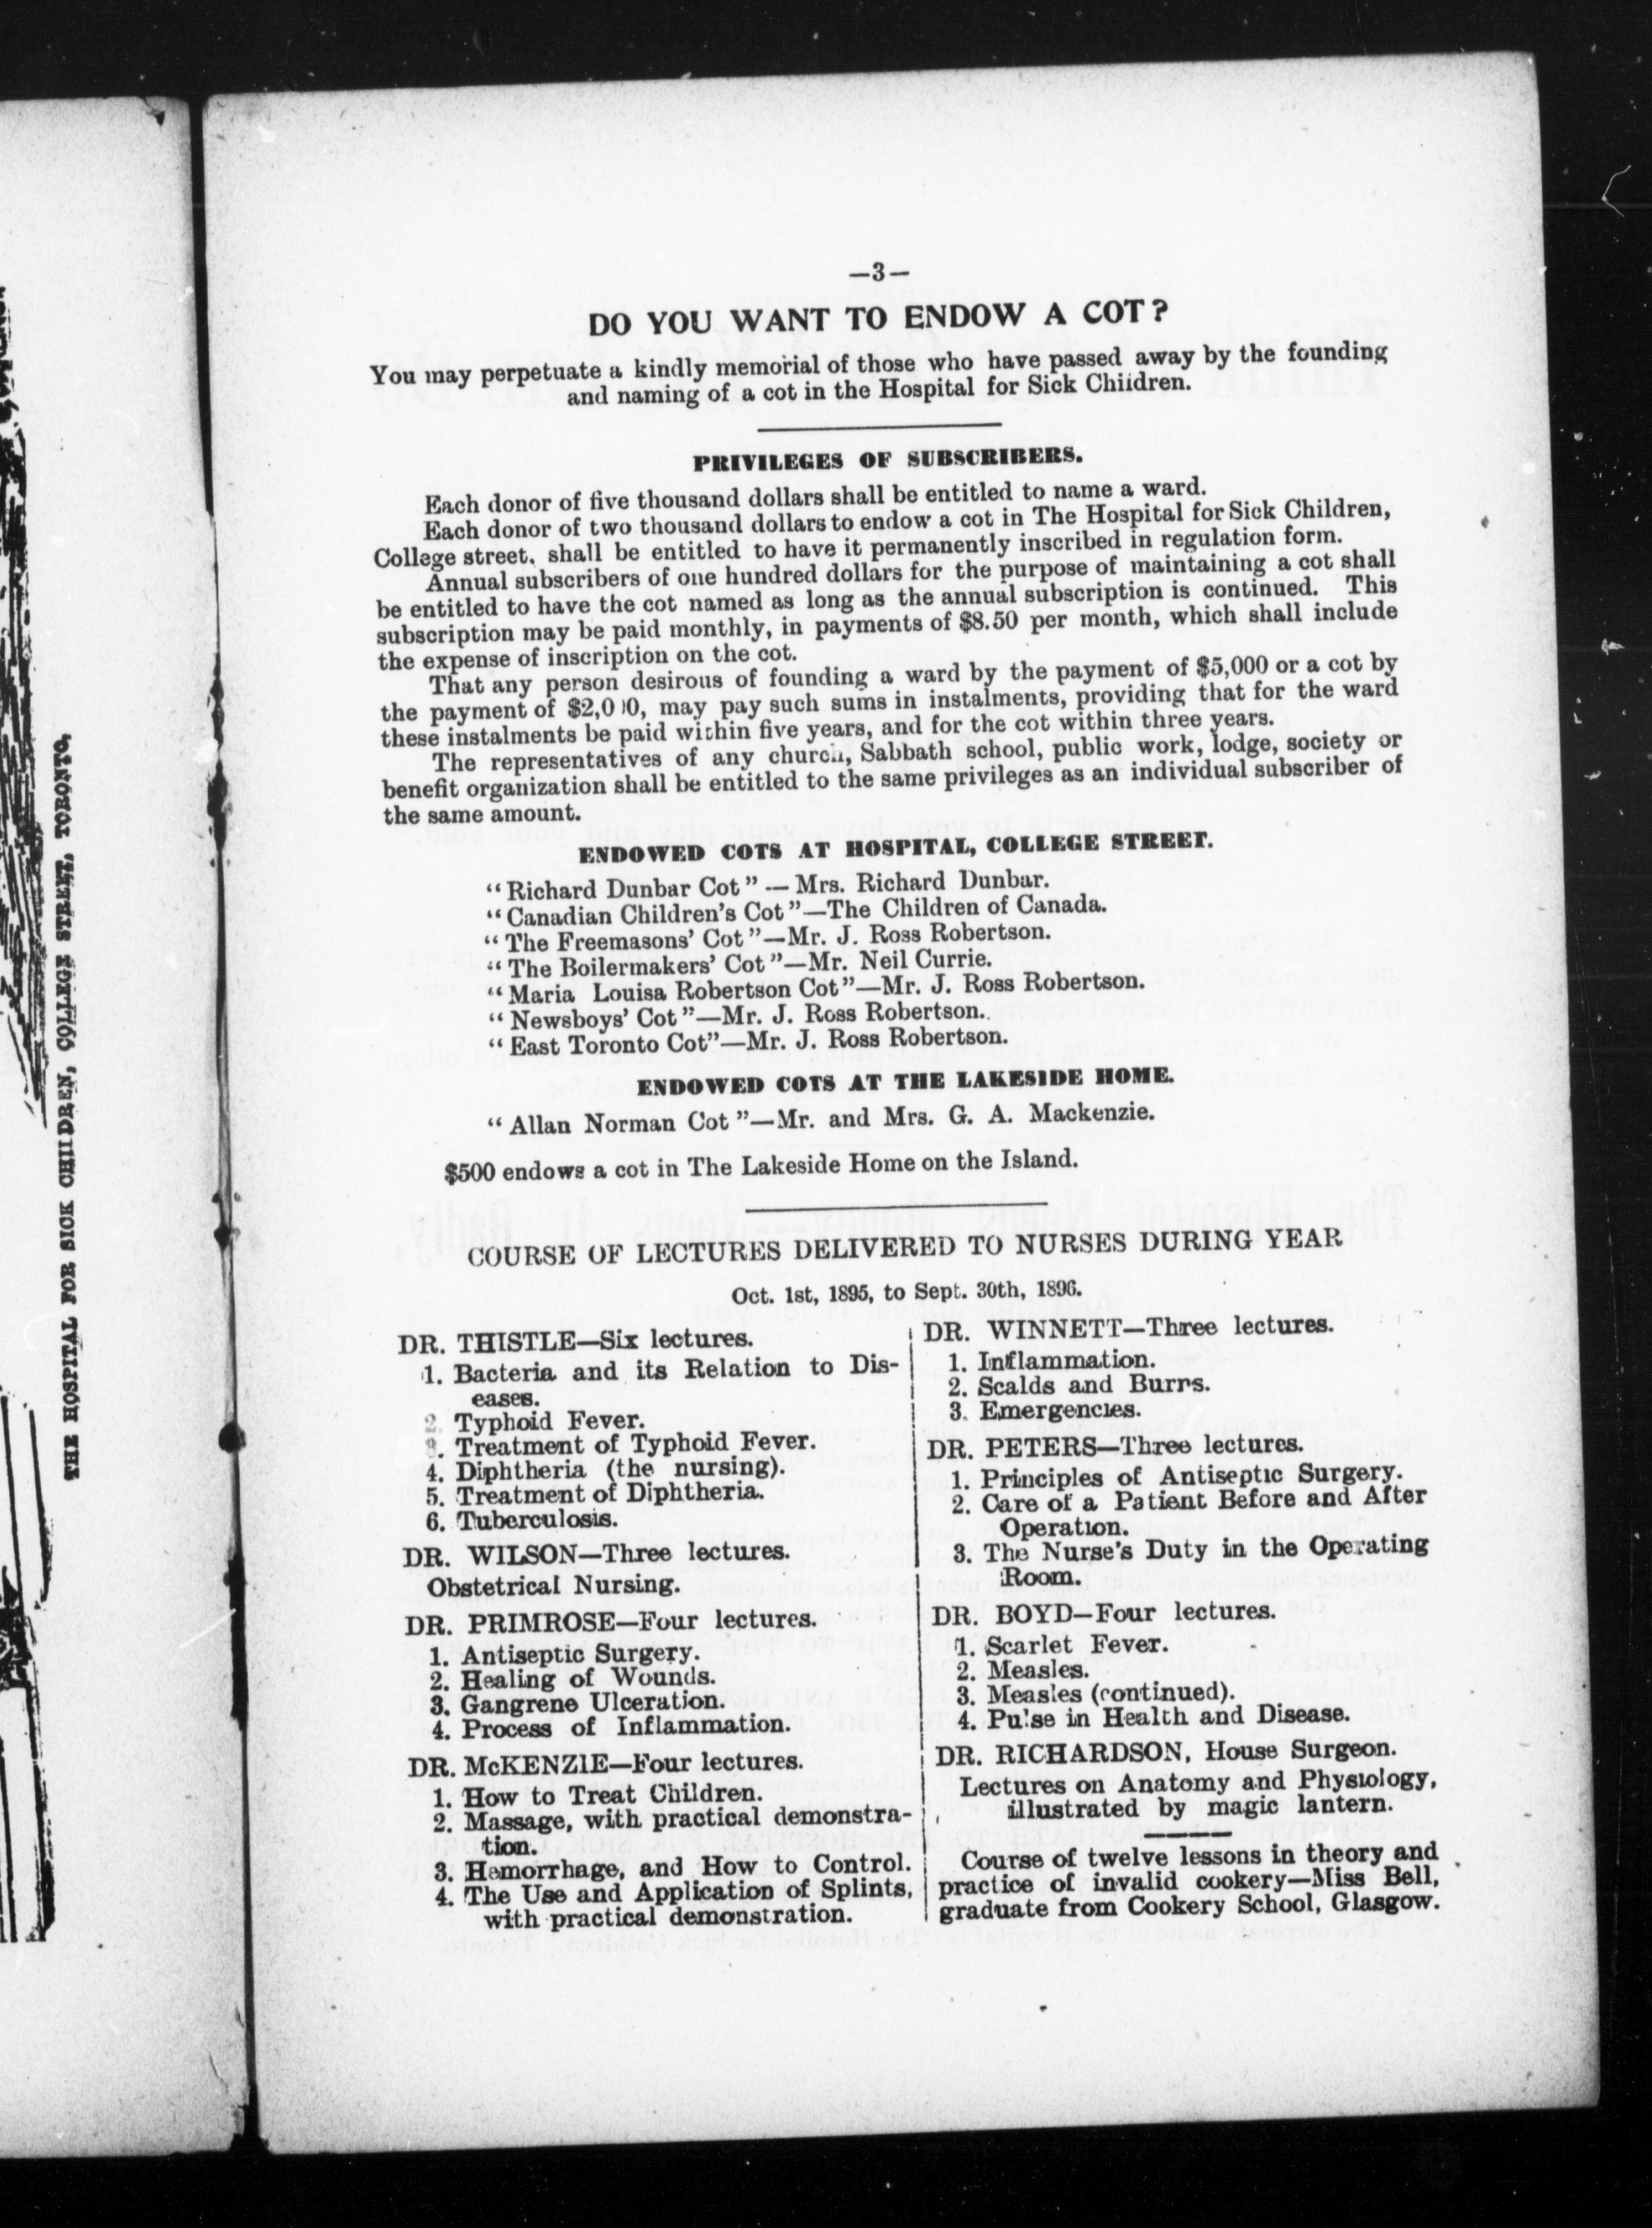 THE HOSPITAL FOR SICK CHILDREN, COLLEGE STREET, TORONTO,
—3—
DO YOU WANT TO ENDOW A COT?
You may perpetuate a kindly memorial of those who have passed away by the founding
and naming of a cot in the Hospital for Sick Children.
PRIVILEGES OF SUBSCRIBERS.
Each donor of five thousand dollars shall be entitled to name a ward.
Each donor of two thousand dollars to endow a cot in The Hospital for Sick Children,
College street, shall be entitled to have it permanently inscribed in regulation form.
Annual subscribers of one hundred dollars for the purpose of maintaining a cot shall
be entitled to have the cot named as long as the annual subscription is continued. This
subscription may be paid monthly, in payments of $8.50 per month, which shall include
the expense of inscription on the cot.
That any person desirous of founding a ward by the payment of $5,000 or a cot by
the payment of $2,000, may pay such sums in instalments, providing that for the ward
these instalments be paid within five years, and for the cot within three years.
The representatives of any church, Sabbath school, public work, lodge, society or
benefit organization shall be entitled to the same privileges as an individual subscriber of
the same amount.
ENDOWED COTS AT HOSPITAL, COLLEGE STREET.
"Richard Dunbar Cot" — Mrs. Richard Dunbar.
"Canadian Children's Cot"—The Children of Canada.
"The Freemasons' Cot"—Mr. J. Ross Robertson.
"The Boilermakers' Cot"—Mr. Neil Currie.
"Maria Louisa Robertson Cot"—Mr. J. Ross Robertson.
"Newsboys' Cot"—Mr. J. Ross Robertson.
"East Toronto Cot"—Mr. J. Ross Robertson.
ENDOWED COTS AT THE LAKESIDE HOME.
"Allan Norman Cot"—Mr. and Mrs. G. A. Mackenzie.
$500 endows a cot in The Lakeside Home on the Island.
COURSE OF LECTURES DELIVERED TO NURSES DURING YEAR
Oct. 1st, 1895, to Sept. 30th, 1896.
DR. THISTLE—Six lectures.
1. Bacteria and its Relation to Dis-
eases.
2. Typhoid Fever.
3. Treatment of Typhoid Fever.
4. Diphtheria (the nursing).
5. Treatment of Diphtheria.
6. Tuberculosis.
DR. WILSON—Three lectures.
Obstetrical Nursing.
DR. PRIMROSE—Four lectures.
1. Antiseptic Surgery.
2. Healing of Wounds.
3. Gangrene Ulceration.
4. Process of Inflammation.
DR. McKENZIE—Four lectures.
1. How to Treat Children.
2. Massage, with practical demonstra-
tion.
3. Hemorrhage, and How to Control.
4. The Use and Application of Splints,
with practical demonstration.
DR. WINNETT—Three lectures.
1. Inflammation.
2. Scalds and Burns.
3. Emergencies.
DR. PETERS—Three lectures.
1. Principles of Antiseptic Surgery.
2. Care of a Patient Before and After
Operation.
3. The Nurse's Duty in the Operating
Room.
DR. BOYD—Four lectures.
1. Scarlet Fever.
2. Measles.
3. Measles (continued).
4. Pulse in Health and Disease.
DR. RICHARDSON, House Surgeon.
Lectures on Anatomy and Physiology,
illustrated by magic lantern.
Course of twelve lessons in theory and
practice of invalid cookery—Miss Bell,
graduate from Cookery School, Glasgow.